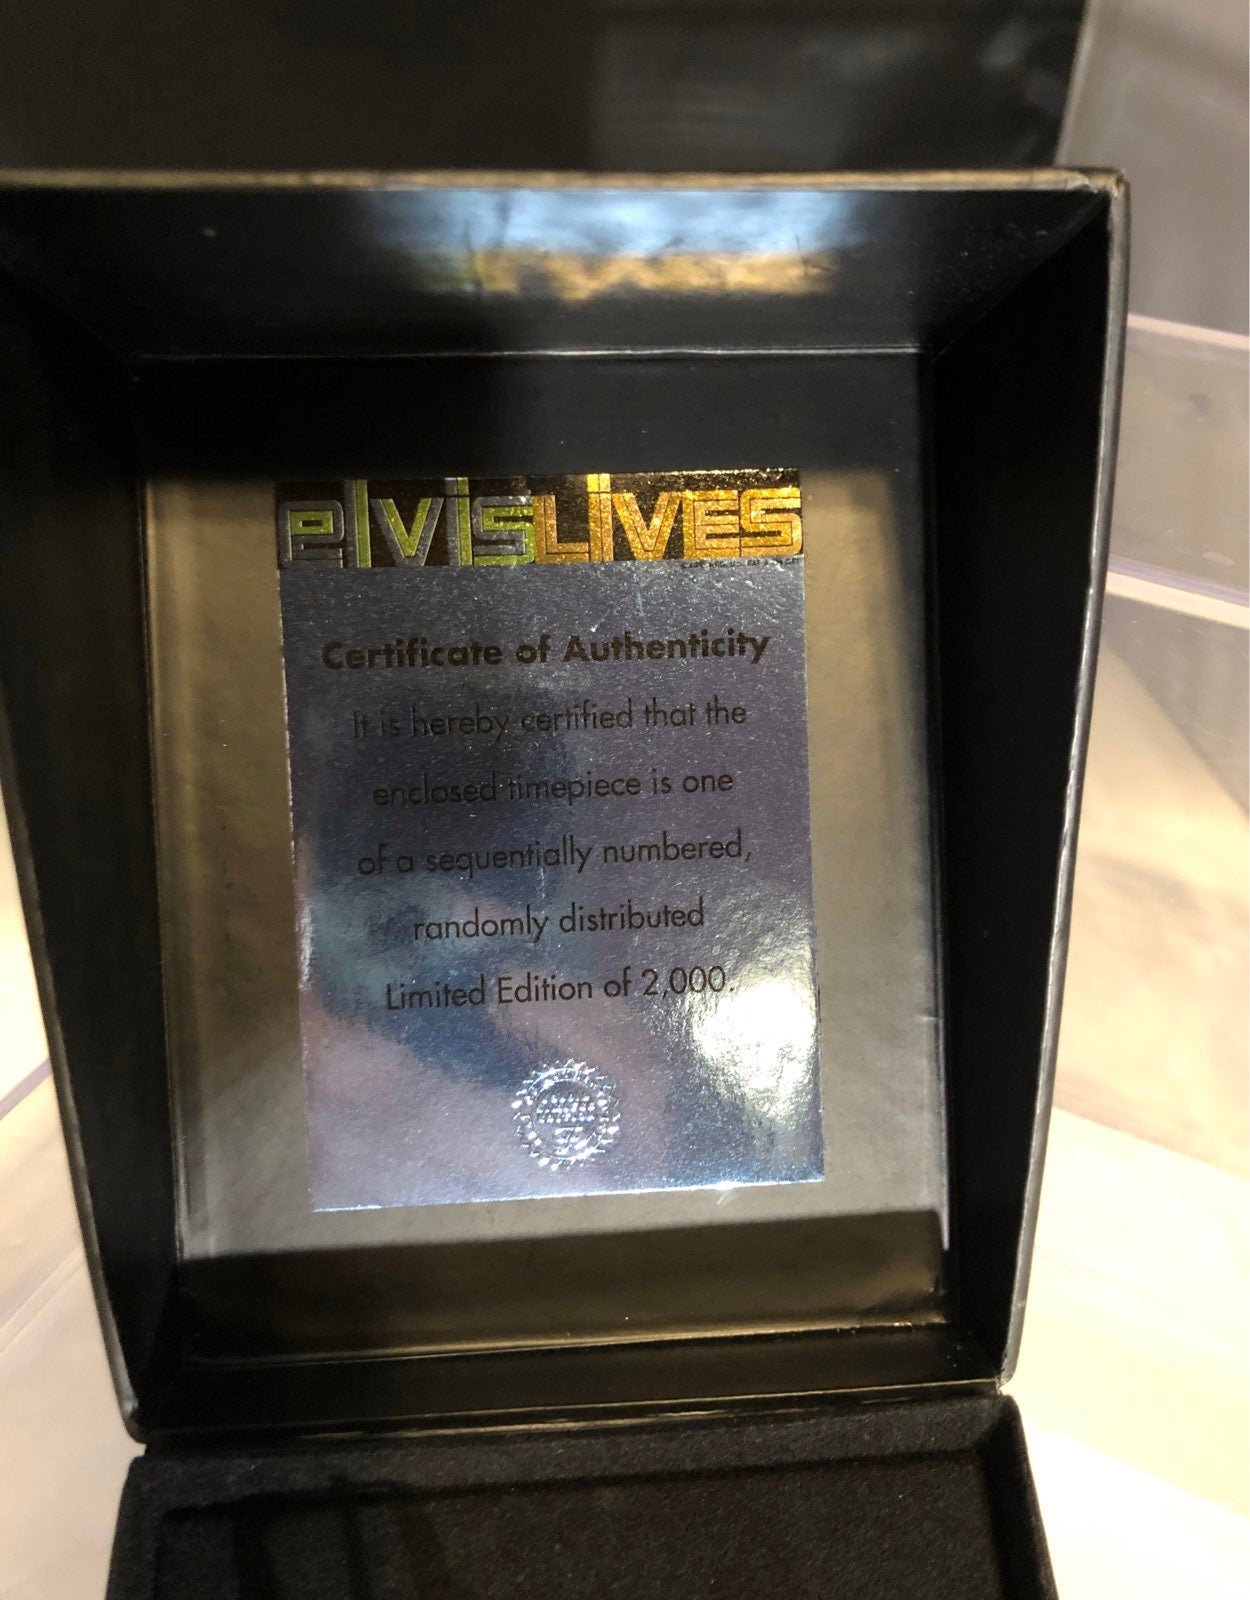 elvisLIVES
Certificate of Authenticity
It is hereby certified that the
enclosed timepiece is one
of a sequentially numbered,
randomly distributed
Limited Edition of 2,000.